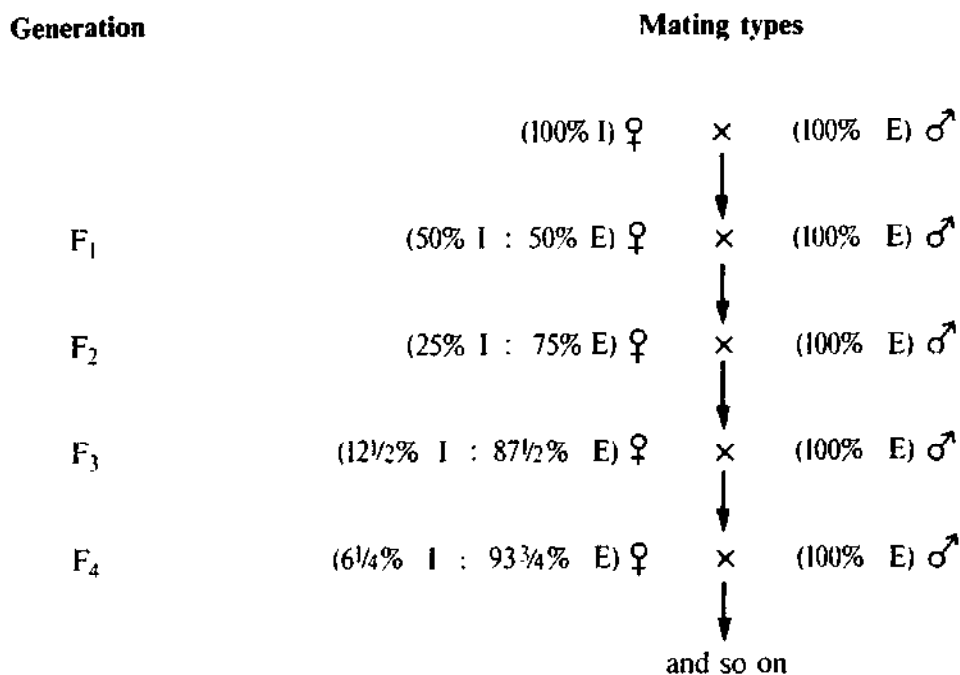 Generation Mating types
(100% I) ♀ × (100% E) ♂
F₁ (50% I : 50% E) ♀ × (100% E) ♂
F₂ (25% I : 75% E) ♀ × (100% E) ♂
F₃ (12½% I : 87½% E) ♀ × (100% E) ♂
F₄ (6¼% I : 93¾% E) ♀ × (100% E) ♂
and so on